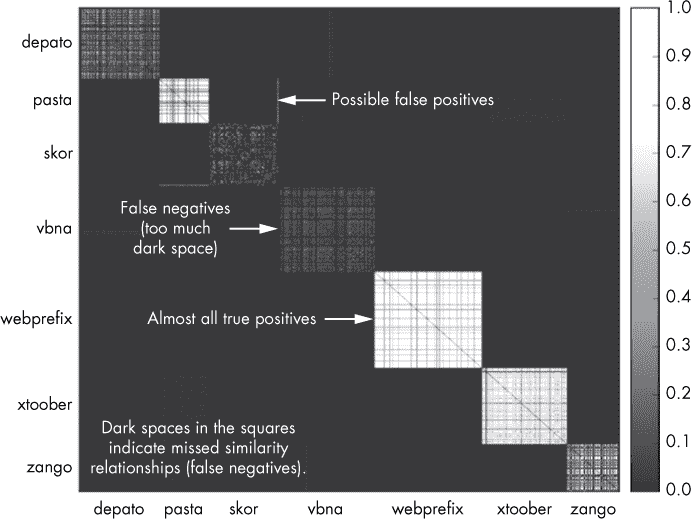 1.0
depato
0.9
pasta
Possible false positives
0.8
skor
0.7
False negatives
(too much
dark space)
vbna
0.6
0.5
webprefix
Almost all true positives
0.4
0.3
xtoober
0.2
Dark spaces in the squares
indicate missed similarity
relationships (false negatives).
0.1
zango
0.0
depato pasta skor vbna webprefix xtoober zango